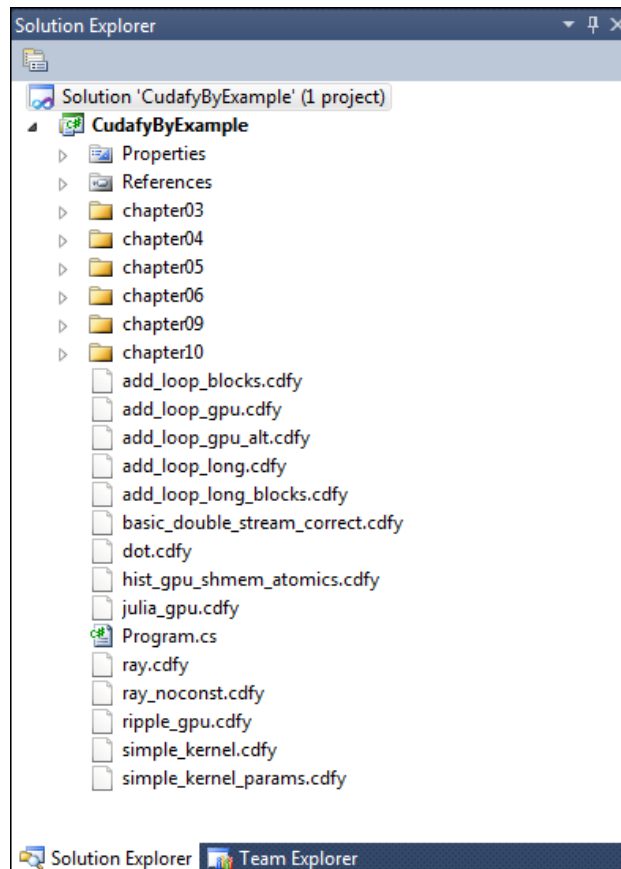 Solution Explorer
Solution 'CudafyByExample' (1 project)
CudafyByExample
Properties
References
chapter03
chapter04
chapter05
chapter06
chapter09
chapter10
add_loop_blocks.cdfy
add_loop_gpu.cdfy
add_loop_gpu_alt.cdfy
add_loop_long.cdfy
add_loop_long_blocks.cdfy
basic_double_stream_correct.cdfy
dot.cdfy
hist_gpu_shmem_atomics.cdfy
julia_gpu.cdfy
Program.cs
ray.cdfy
ray_noconst.cdfy
ripple_gpu.cdfy
simple_kernel.cdfy
simple_kernel_params.cdfy
Solution Explorer Team Explorer